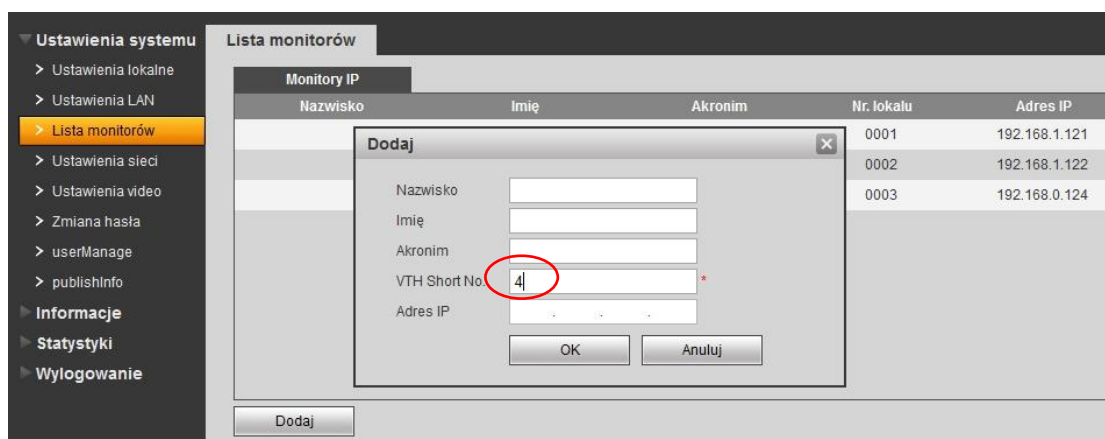 Ustawienia systemu
> Ustawienia lokalne
> Ustawienia LAN
> Lista monitorów
> Ustawienia sieci
> Ustawienia video
> Zmiana hasła
> userManage
> publishInfo
Informacje
Statystyki
Wylogowanie
Lista monitorów
Monitory IP
Nazwisko Imię Akronim Nr. lokalu Adres IP
0001 192.168.1.121
0002 192.168.1.122
0003 192.168.0.124
Dodaj
Nazwisko
Imię
Akronim
VTH Short No. 4 *
Adres IP . . .
OK Anuluj
Dodaj